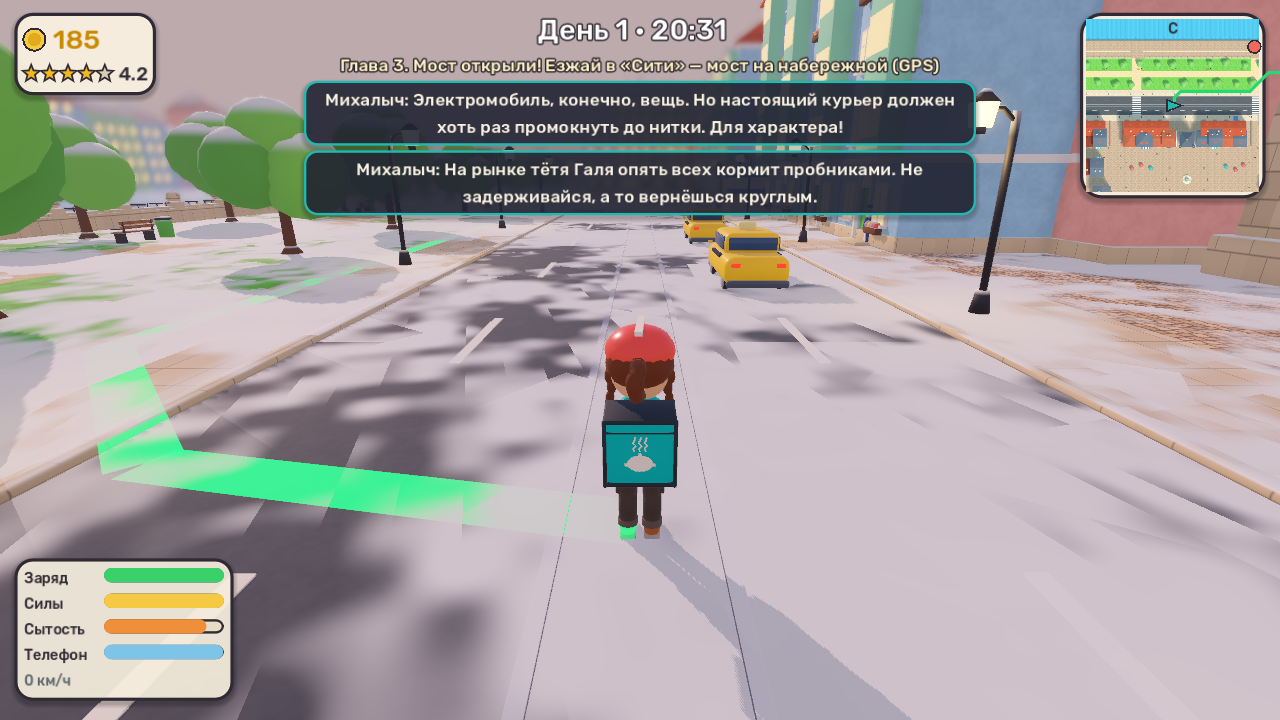 185
4.2
День 1 • 20:31
Глава 3. Мост открыли! Езжай в «Сити» — мост на набережной (GPS)
Михалыч: Электромобиль, конечно, вещь. Но настоящий курьер должен
хоть раз промокнуть до нитки. Для характера!
Михалыч: На рынке тётя Галя опять всех кормит пробниками. Не
задерживайся, а то вернёшься круглым.
С
Заряд
Силы
Сытость
Телефон
0 км/ч